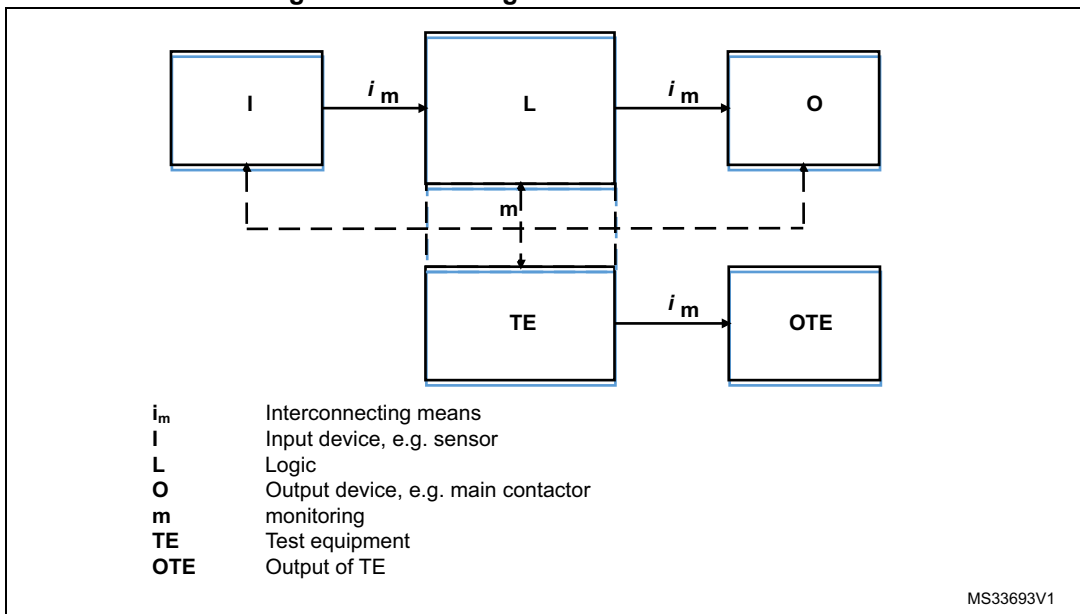 I
i m
L
i m
O
m
TE
i m
OTE
im Interconnecting means
I Input device, e.g. sensor
L Logic
O Output device, e.g. main contactor
m monitoring
TE Test equipment
OTE Output of TE
MS33693V1